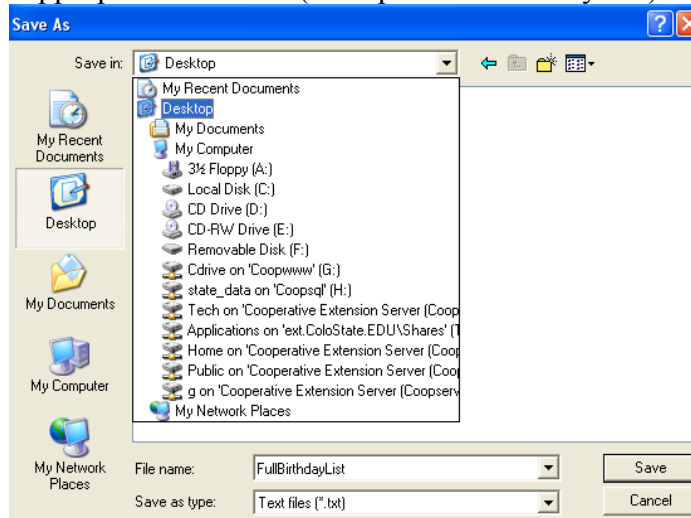 Save As
Save in:
Desktop
My Recent Documents
Desktop
My Documents
My Computer
3½ Floppy (A:)
Local Disk (C:)
CD Drive (D:)
CD-RW Drive (E:)
Removable Disk (F:)
Cdrive on 'Coopwww' (G:)
state_data on 'Coopsql' (H:)
Tech on 'Cooperative Extension Server (Coop
Applications on 'ext.ColoState.EDU\Shares' (T
Home on 'Cooperative Extension Server (Coop
Public on 'Cooperative Extension Server (Coop
g on 'Cooperative Extension Server (Coopserv
My Network Places
My Recent
Documents
Desktop
My Documents
My Computer
My Network
Places
File name:
FullBirthdayList
Save
Save as type:
Text files (*.txt)
Cancel